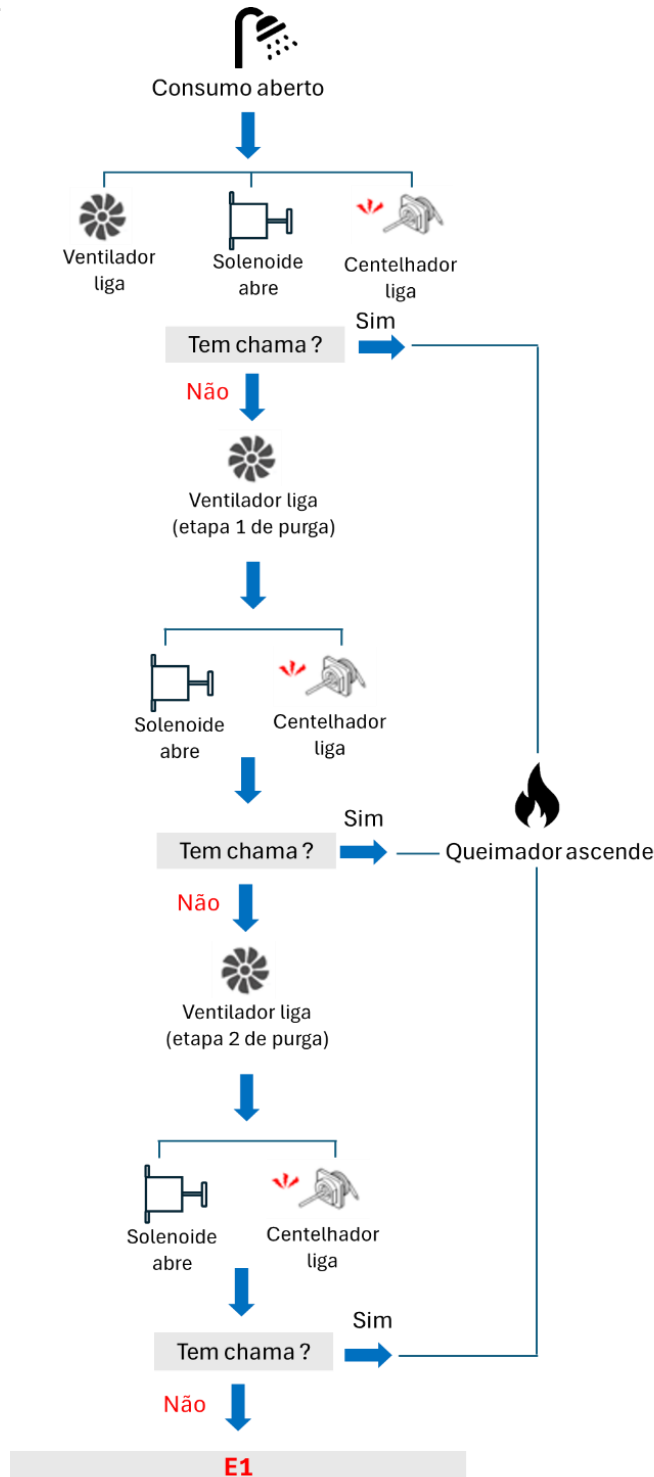 Consumo aberto
Ventilador
liga
Solenoide
abre
Centelhador
liga
Tem chama ?
Sim
Não
Ventilador liga
(etapa 1 de purga)
Solenoide
abre
Centelhador
liga
Tem chama ?
Sim
Queimador ascende
Não
Ventilador liga
(etapa 2 de purga)
Solenoide
abre
Centelhador
liga
Tem chama ?
Sim
Não
E1